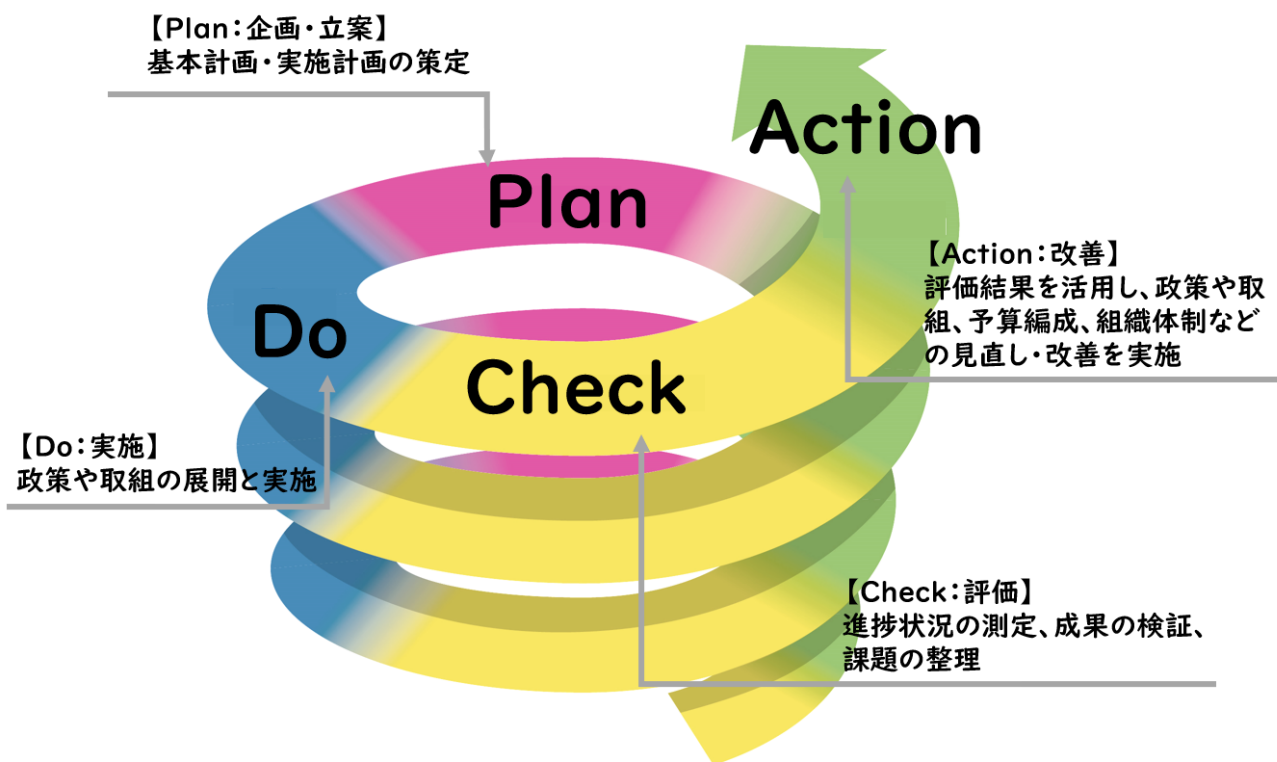 【Plan：企画・立案】
基本計画・実施計画の策定
Action
Plan
【Action：改善】
評価結果を活用し、政策や取
組、予算編成、組織体制など
の見直し・改善を実施
Do
Check
【Do：実施】
政策や取組の展開と実施
【Check：評価】
進捗状況の測定、成果の検証、
課題の整理